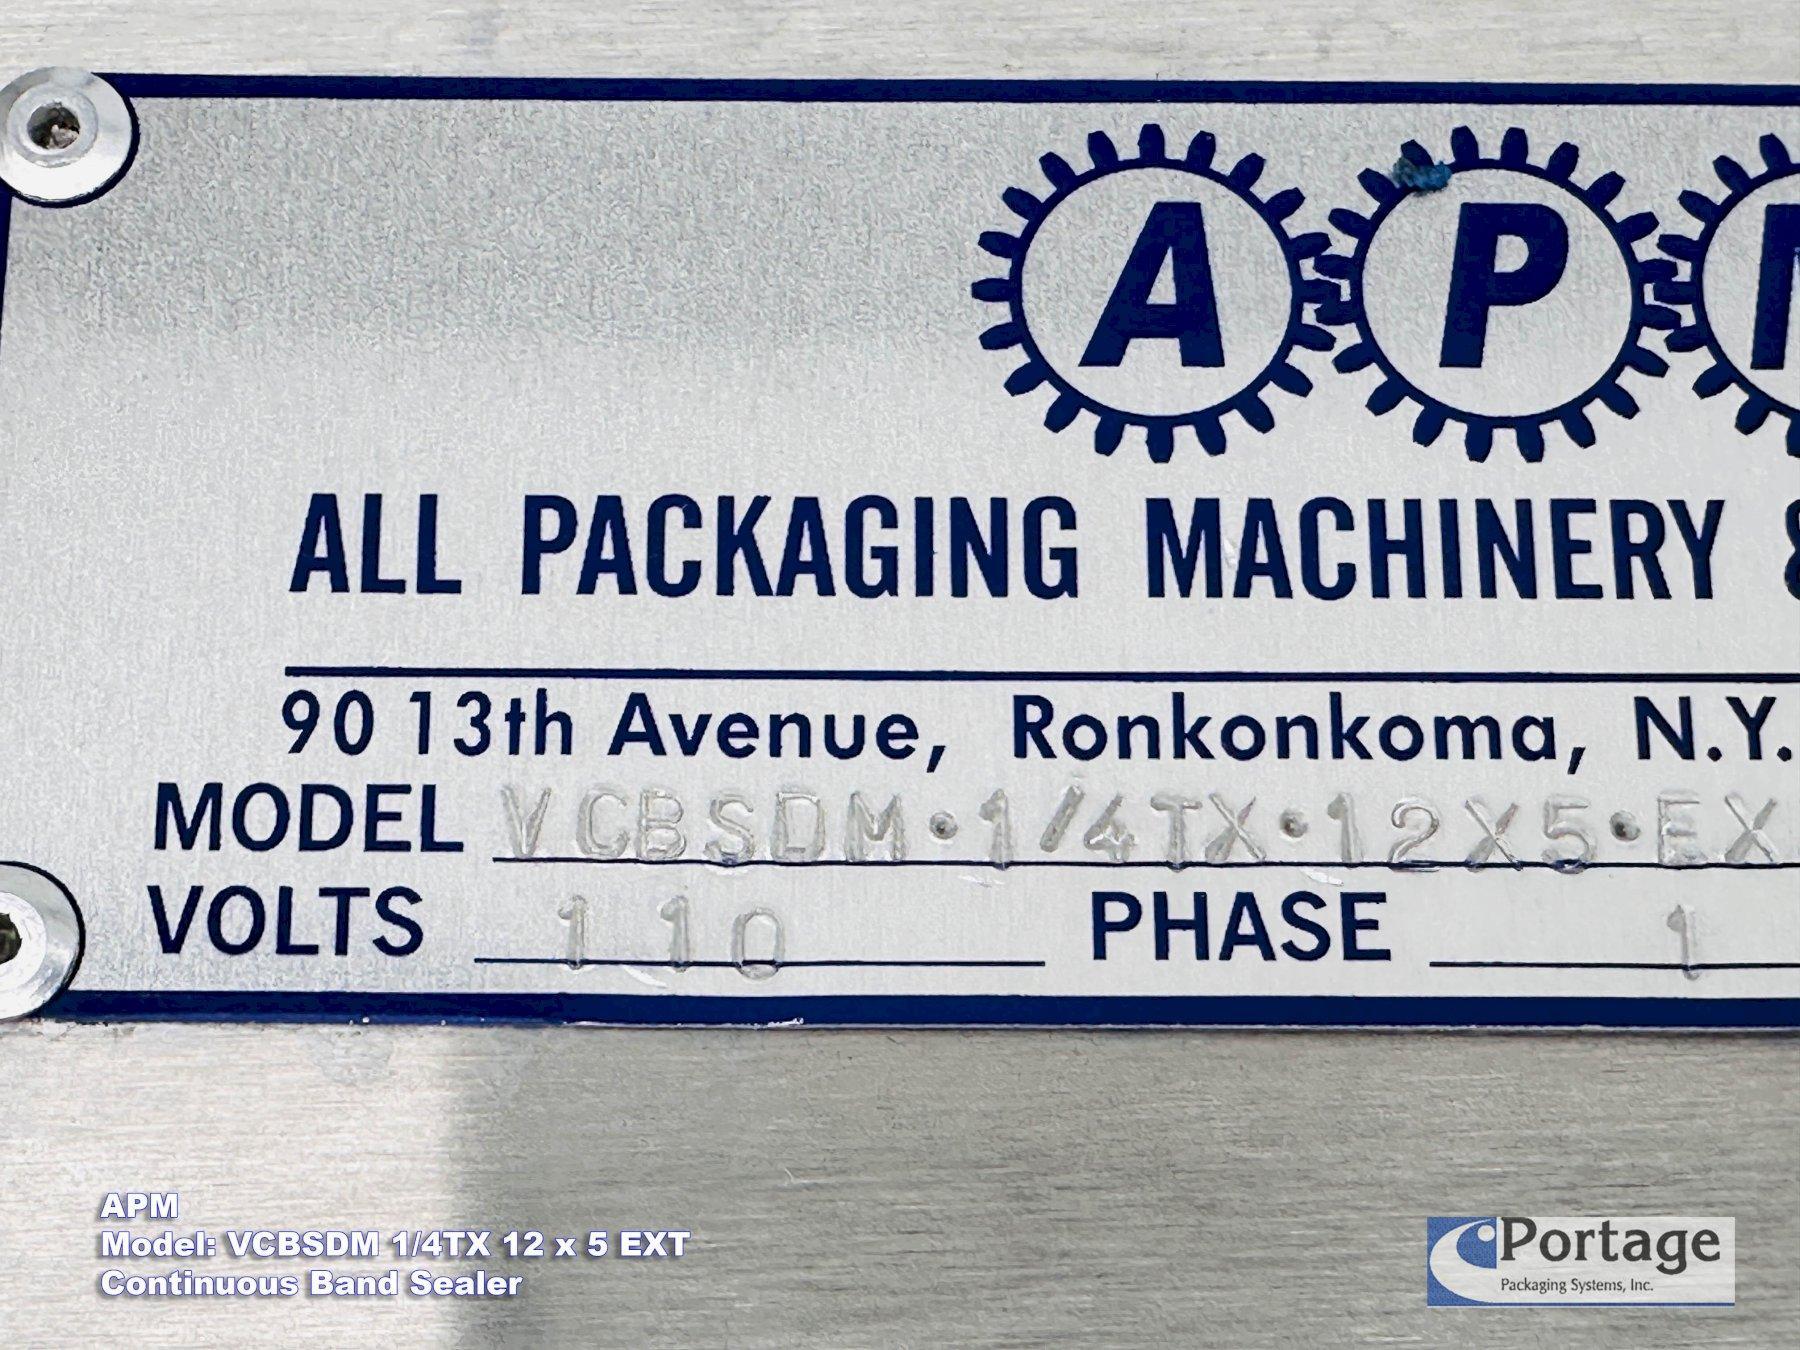 A P M
ALL PACKAGING MACHINERY &
90 13th Avenue, Ronkonkoma, N.Y.
MODEL VCBSDM·1/4TX·12X5·EX
VOLTS 110 PHASE 1
APM
Model: VCBSDM 1/4TX 12 x 5 EXT
Continuous Band Sealer
Portage
Packaging Systems, Inc.